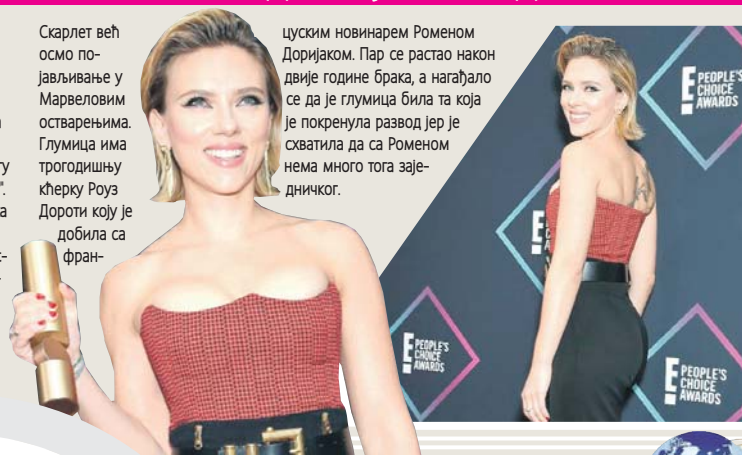 Скарлет већ
осмо по-
јављивање у
Марвеловим
остварењима.
Глумица има
трогодишњу
кћерку Роуз
Дороти коју је
добила са
фран-
цуским новинарем Роменом
Доријаком. Пар се растао након
двије године брака, а нагађало
се да је глумица била та која
је покренула развод јер је
схватила да са Роменом
нема много тога заје-
дничког.
E PEOPLE'S
CHOICE
AWARDS
E
E PEOPLE'S
CHOICE
AWARDS
E PEOPLE'S
CHOICE
AWARDS